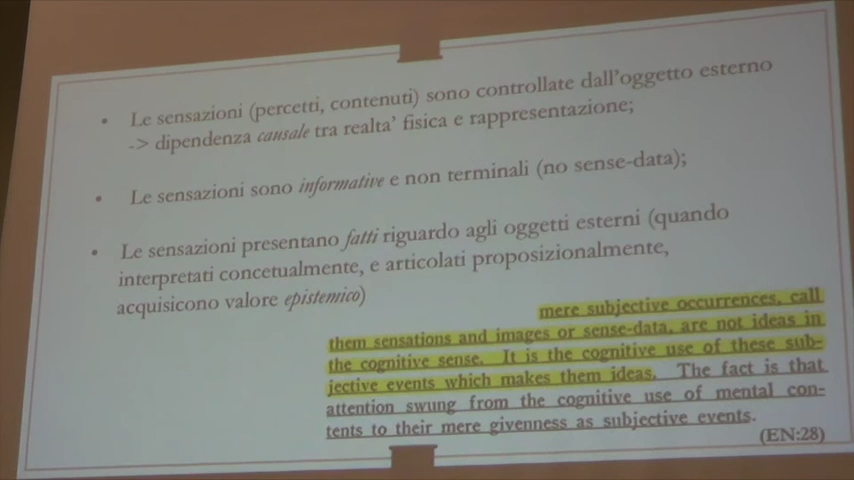 • Le sensazioni (percetti, contenuti) sono controllate dall'oggetto esterno
-> dipendenza causale tra realta' fisica e rappresentazione;
• Le sensazioni sono informative e non terminali (no sense-data);
• Le sensazioni presentano fatti riguardo agli oggetti esterni (quando
interpretati concetualmente, e articolati proposizionalmente,
acquisicono valore epistemico)
mere subjective occurrences, call
them sensations and images or sense-data, are not ideas in
the cognitive sense. It is the cognitive use of these sub-
jective events which makes them ideas. The fact is that
attention swung from the cognitive use of mental con-
tents to their mere givenness as subjective events.
(EN:28)